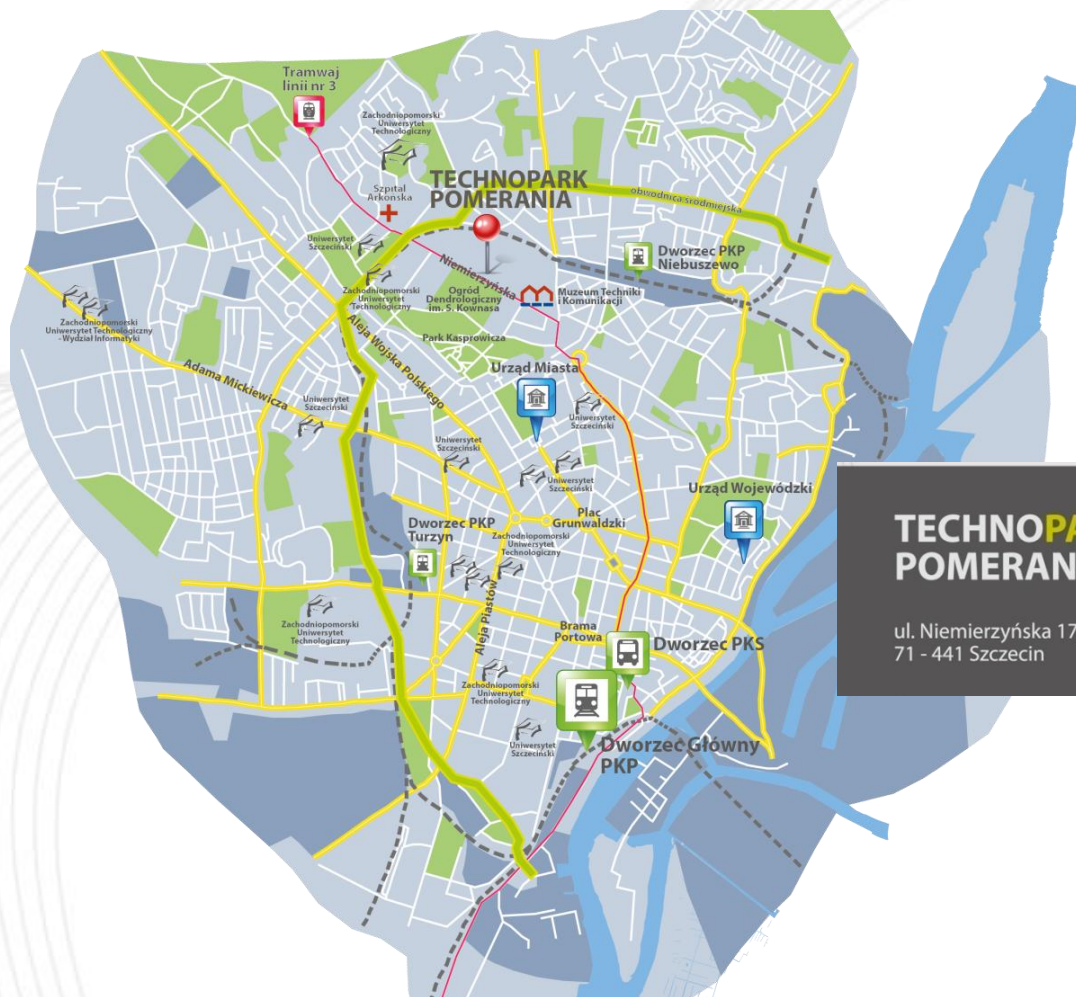 Tramwaj
linii nr 3
Zachodniopomorski
Uniwersytet
Technologiczny
TECHNOPARK
POMERANIA
Szpital
Arkońska
obwodnica śródmiejska
Uniwersytet
Szczeciński
Niemierzyńska
Dworzec PKP
Niebuszewo
Zachodniopomorski
Uniwersytet
Technologiczny
Ogród
Dendrologiczny
im. S. Kownasa
Muzeum Techniki
i Komunikacji
Zachodniopomorski
Uniwersytet Technologiczny
- Wydział Informatyki
Aleja Wojska Polskiego
Park Kasprowicza
Urząd Miasta
Adama Mickiewicza
Uniwersytet
Szczeciński
Uniwersytet
Szczeciński
Uniwersytet
Szczeciński
Uniwersytet
Szczeciński
Urząd Wojewódzki
Plac
Grunwaldzki
Dworzec PKP
Turzyn
Zachodniopomorski
Uniwersytet
Technologiczny
TECHNOPA
POMERAN
ul. Niemierzyńska 17
71 - 441 Szczecin
Zachodniopomorski
Uniwersytet
Technologiczny
Aleja Piastów
Brama
Portowa
Dworzec PKS
Zachodniopomorski
Uniwersytet
Technologiczny
Uniwersytet
Szczeciński
Dworzec Główny
PKP